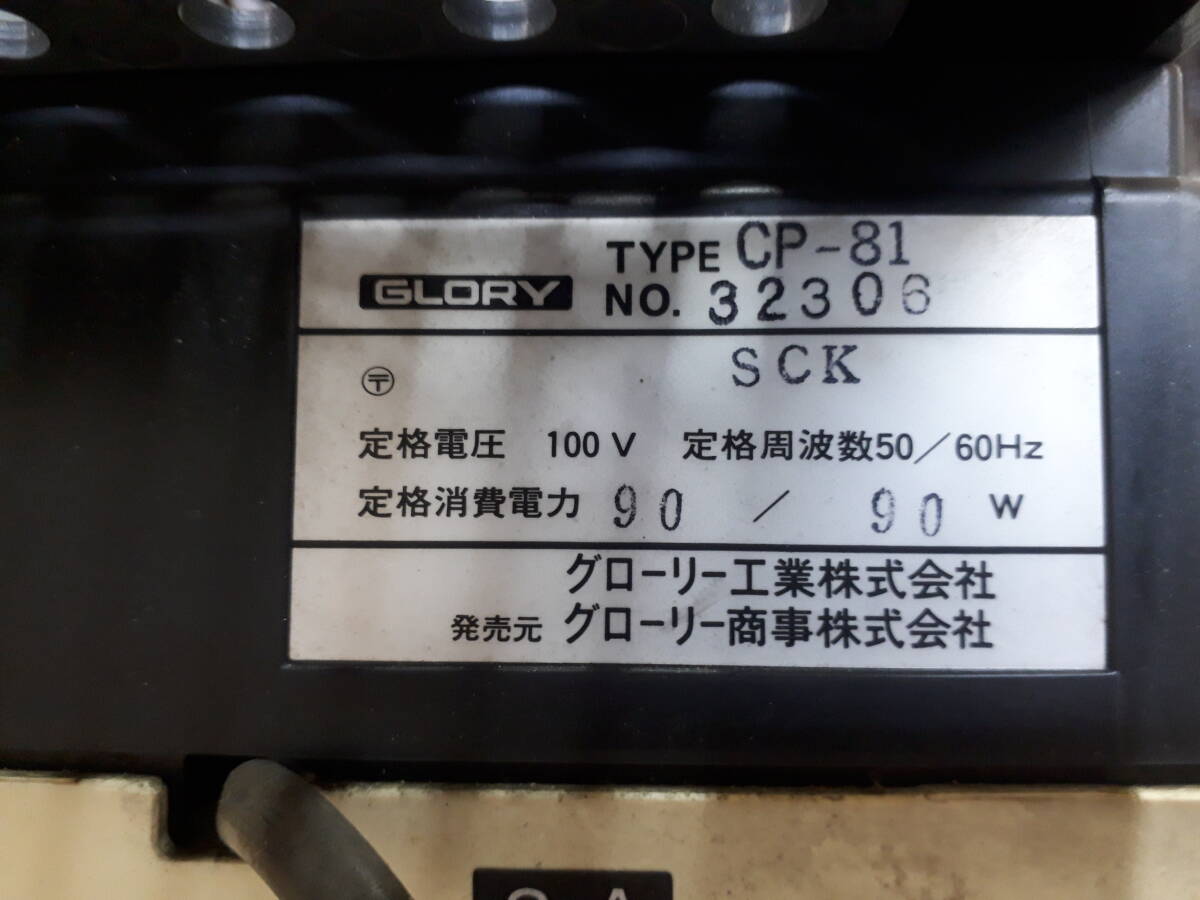 GLORY
TYPE CP-81
NO. 32306
SCK
〶
定格電圧 100V 定格周波数50/60Hz
定格消費電力 90 / 90 W
グローリー工業株式会社
発売元 グローリー商事株式会社